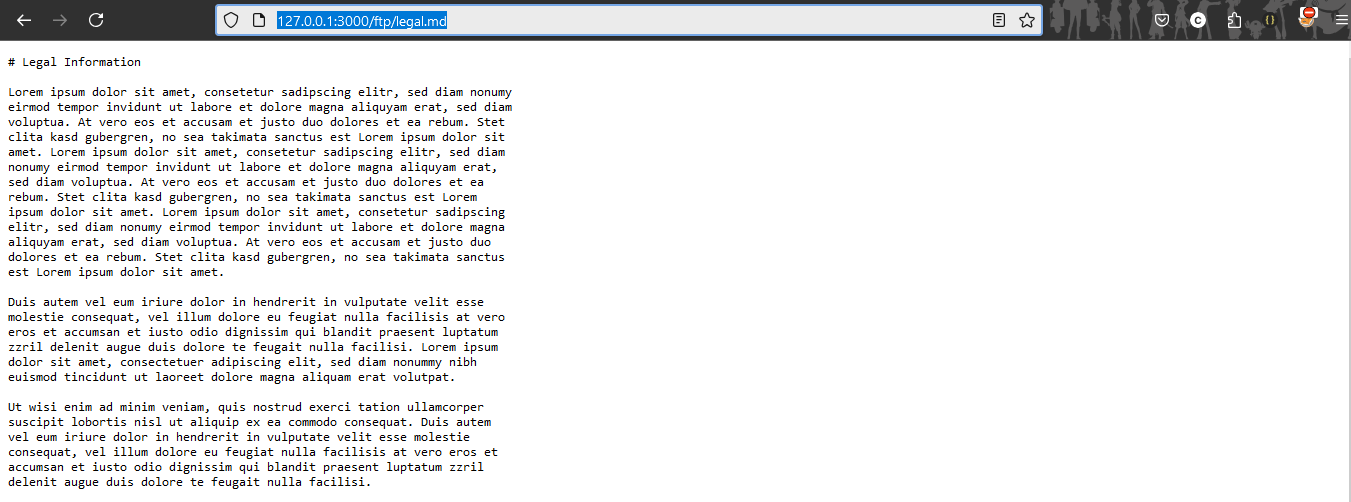 127.0.0.1:3000/ftp/legal.md
# Legal Information
Lorem ipsum dolor sit amet, consetetur sadipscing elitr, sed diam nonumy
eirmod tempor invidunt ut labore et dolore magna aliquyam erat, sed diam
voluptua. At vero eos et accusam et justo duo dolores et ea rebum. Stet
clita kasd gubergren, no sea takimata sanctus est Lorem ipsum dolor sit
amet. Lorem ipsum dolor sit amet, consetetur sadipscing elitr, sed diam
nonumy eirmod tempor invidunt ut labore et dolore magna aliquyam erat,
sed diam voluptua. At vero eos et accusam et justo duo dolores et ea
rebum. Stet clita kasd gubergren, no sea takimata sanctus est Lorem
ipsum dolor sit amet. Lorem ipsum dolor sit amet, consetetur sadipscing
elitr, sed diam nonumy eirmod tempor invidunt ut labore et dolore magna
aliquyam erat, sed diam voluptua. At vero eos et accusam et justo duo
dolores et ea rebum. Stet clita kasd gubergren, no sea takimata sanctus
est Lorem ipsum dolor sit amet.
Duis autem vel eum iriure dolor in hendrerit in vulputate velit esse
molestie consequat, vel illum dolore eu feugiat nulla facilisis at vero
eros et accumsan et iusto odio dignissim qui blandit praesent luptatum
zzril delenit augue duis dolore te feugait nulla facilisi. Lorem ipsum
dolor sit amet, consectetuer adipiscing elit, sed diam nonummy nibh
euismod tincidunt ut laoreet dolore magna aliquam erat volutpat.
Ut wisi enim ad minim veniam, quis nostrud exerci tation ullamcorper
suscipit lobortis nisl ut aliquip ex ea commodo consequat. Duis autem
vel eum iriure dolor in hendrerit in vulputate velit esse molestie
consequat, vel illum dolore eu feugiat nulla facilisis at vero eros et
accumsan et iusto odio dignissim qui blandit praesent luptatum zzril
delenit augue duis dolore te feugait nulla facilisi.